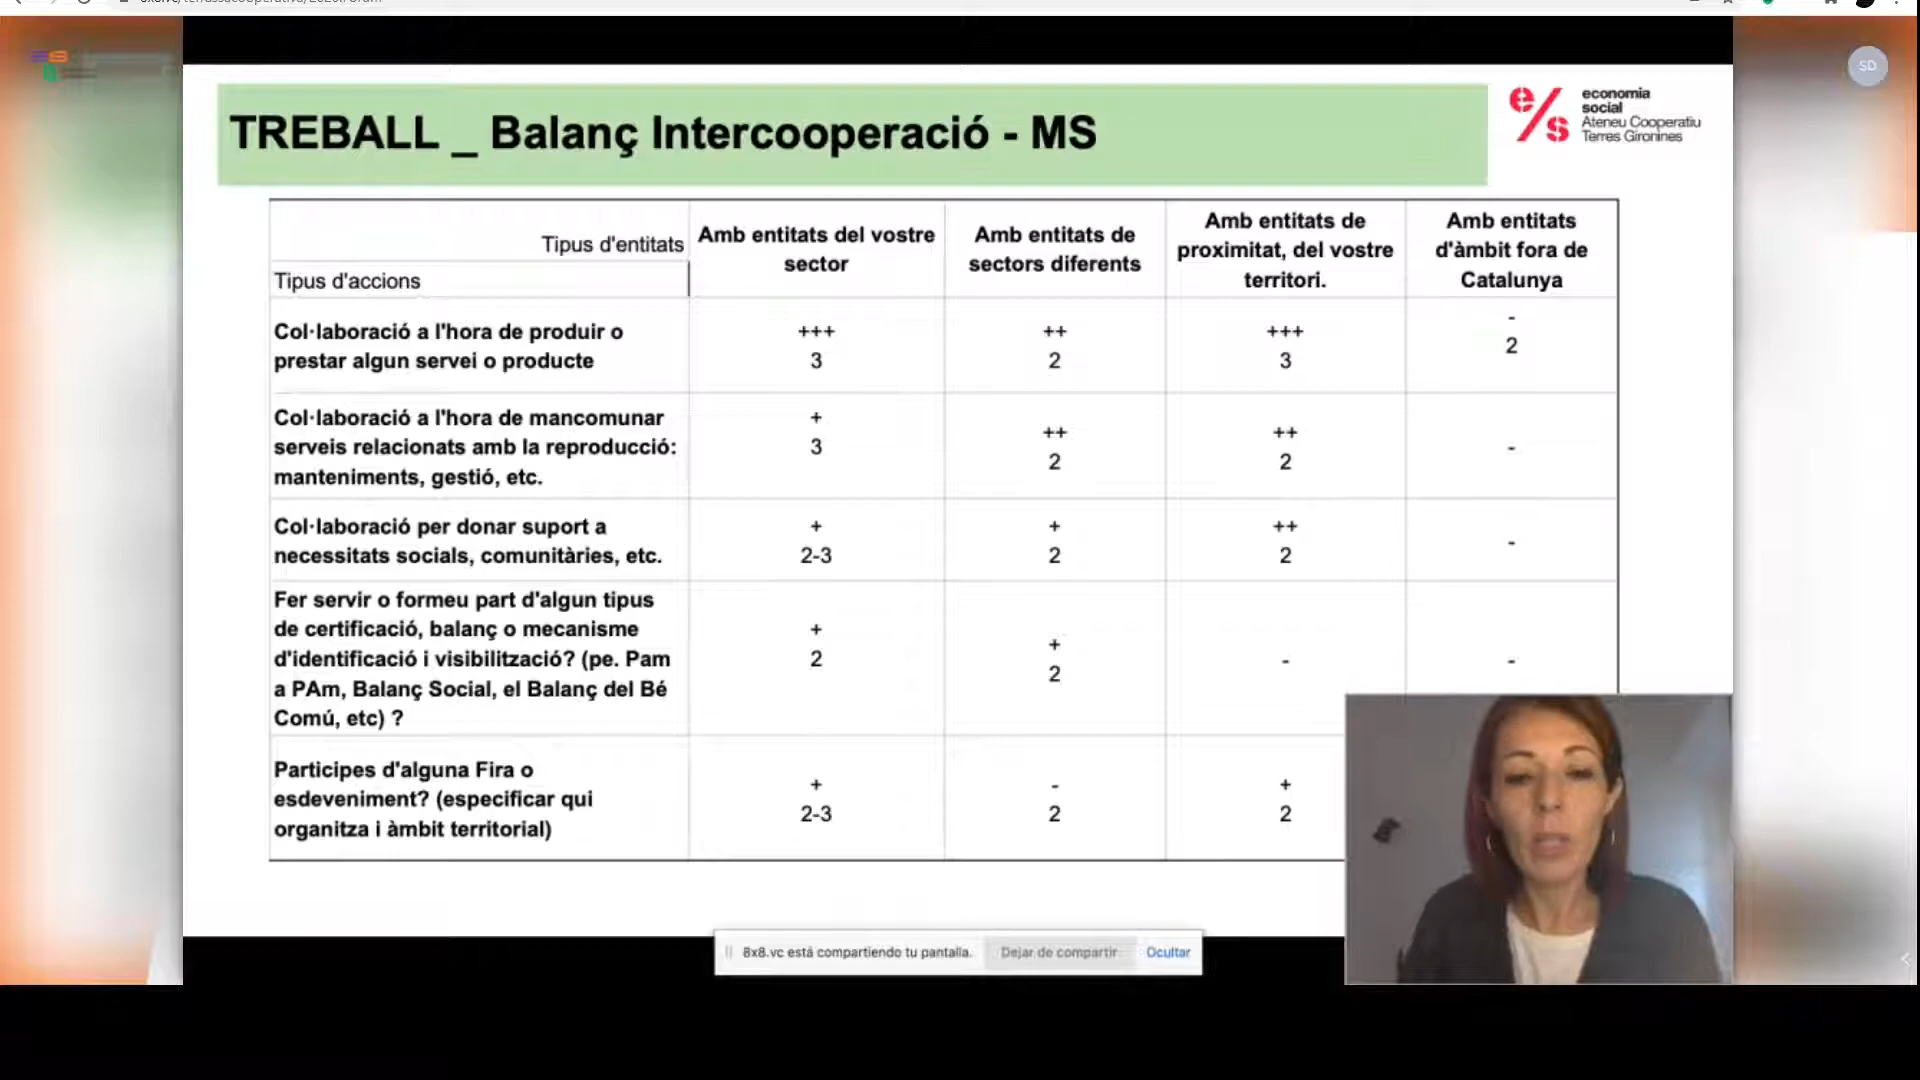 TREBALL _ Balanç Intercooperació - MS
economia
social
Ateneu Cooperatiu
Terres Gironines
SD
Tipus d'entitats
Tipus d'accions
Amb entitats del vostre
sector
Amb entitats de
sectors diferents
Amb entitats de
proximitat, del vostre
territori.
Amb entitats
d'àmbit fora de
Catalunya
Col·laboració a l'hora de produir o
prestar algun servei o producte
+++
3
++
2
+++
3
-
2
Col·laboració a l'hora de mancomunar
serveis relacionats amb la reproducció:
manteniments, gestió, etc.
+
3
++
2
++
2
-
Col·laboració per donar suport a
necessitats socials, comunitàries, etc.
+
2-3
+
2
++
2
-
Fer servir o formeu part d'algun tipus
de certificació, balanç o mecanisme
d'identificació i visibilització? (pe. Pam
a PAm, Balanç Social, el Balanç del Bé
Comú, etc) ?
+
2
+
2
-
-
Participes d'alguna Fira o
esdeveniment? (especificar qui
organitza i àmbit territorial)
+
2-3
-
2
+
2
8x8.vc está compartiendo tu pantalla.
Dejar de compartir
Ocultar